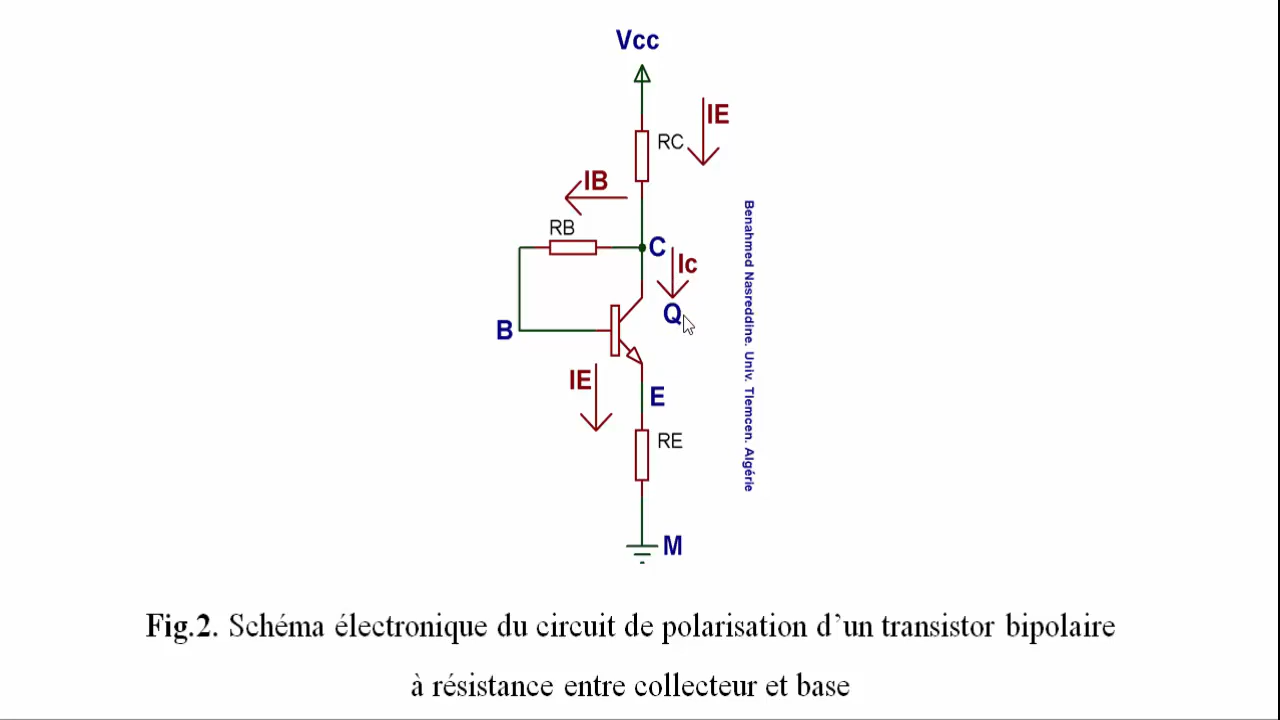 Vcc
IE
RC
IB
RB
C
Ic
Q
B
IE
E
RE
M
Benahmed Nasreddine. Univ. Tlemcen. Algérie
Fig.2. Schéma électronique du circuit de polarisation d’un transistor bipolaire
à résistance entre collecteur et base